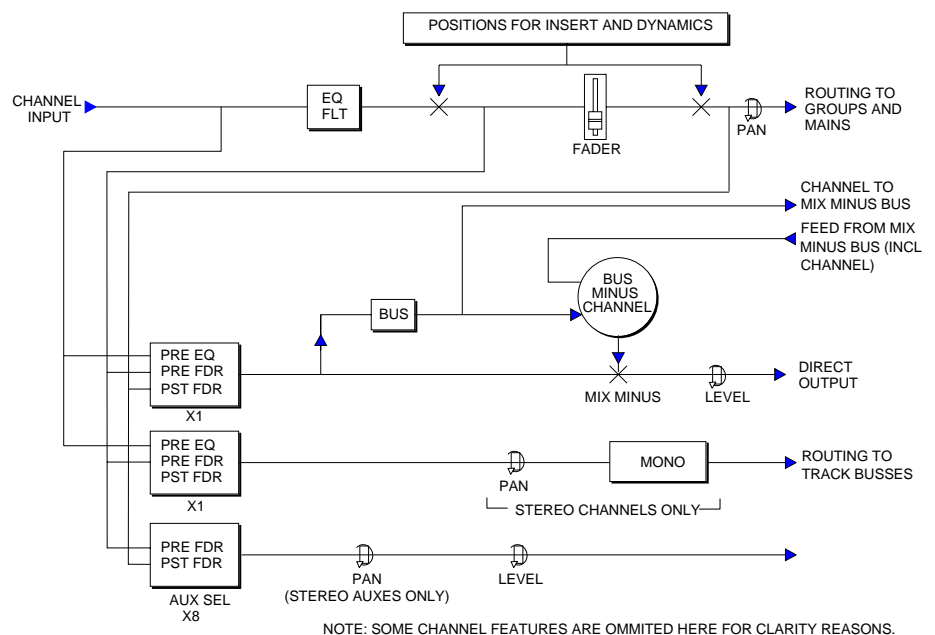 POSITIONS FOR INSERT AND DYNAMICS
CHANNEL
INPUT
EQ
FLT
FADER
PAN
ROUTING TO
GROUPS AND
MAINS
CHANNEL TO
MIX MINUS BUS
FEED FROM MIX
MINUS BUS (INCL
CHANNEL)
BUS
MINUS
CHANNEL
BUS
PRE EQ
PRE FDR
PST FDR
X1
MIX MINUS
LEVEL
DIRECT
OUTPUT
PRE EQ
PRE FDR
PST FDR
X1
PAN
MONO
STEREO CHANNELS ONLY
ROUTING TO
TRACK BUSSES
PRE FDR
PST FDR
AUX SEL
X8
PAN
(STEREO AUXES ONLY)
LEVEL
NOTE: SOME CHANNEL FEATURES ARE OMMITED HERE FOR CLARITY REASONS.